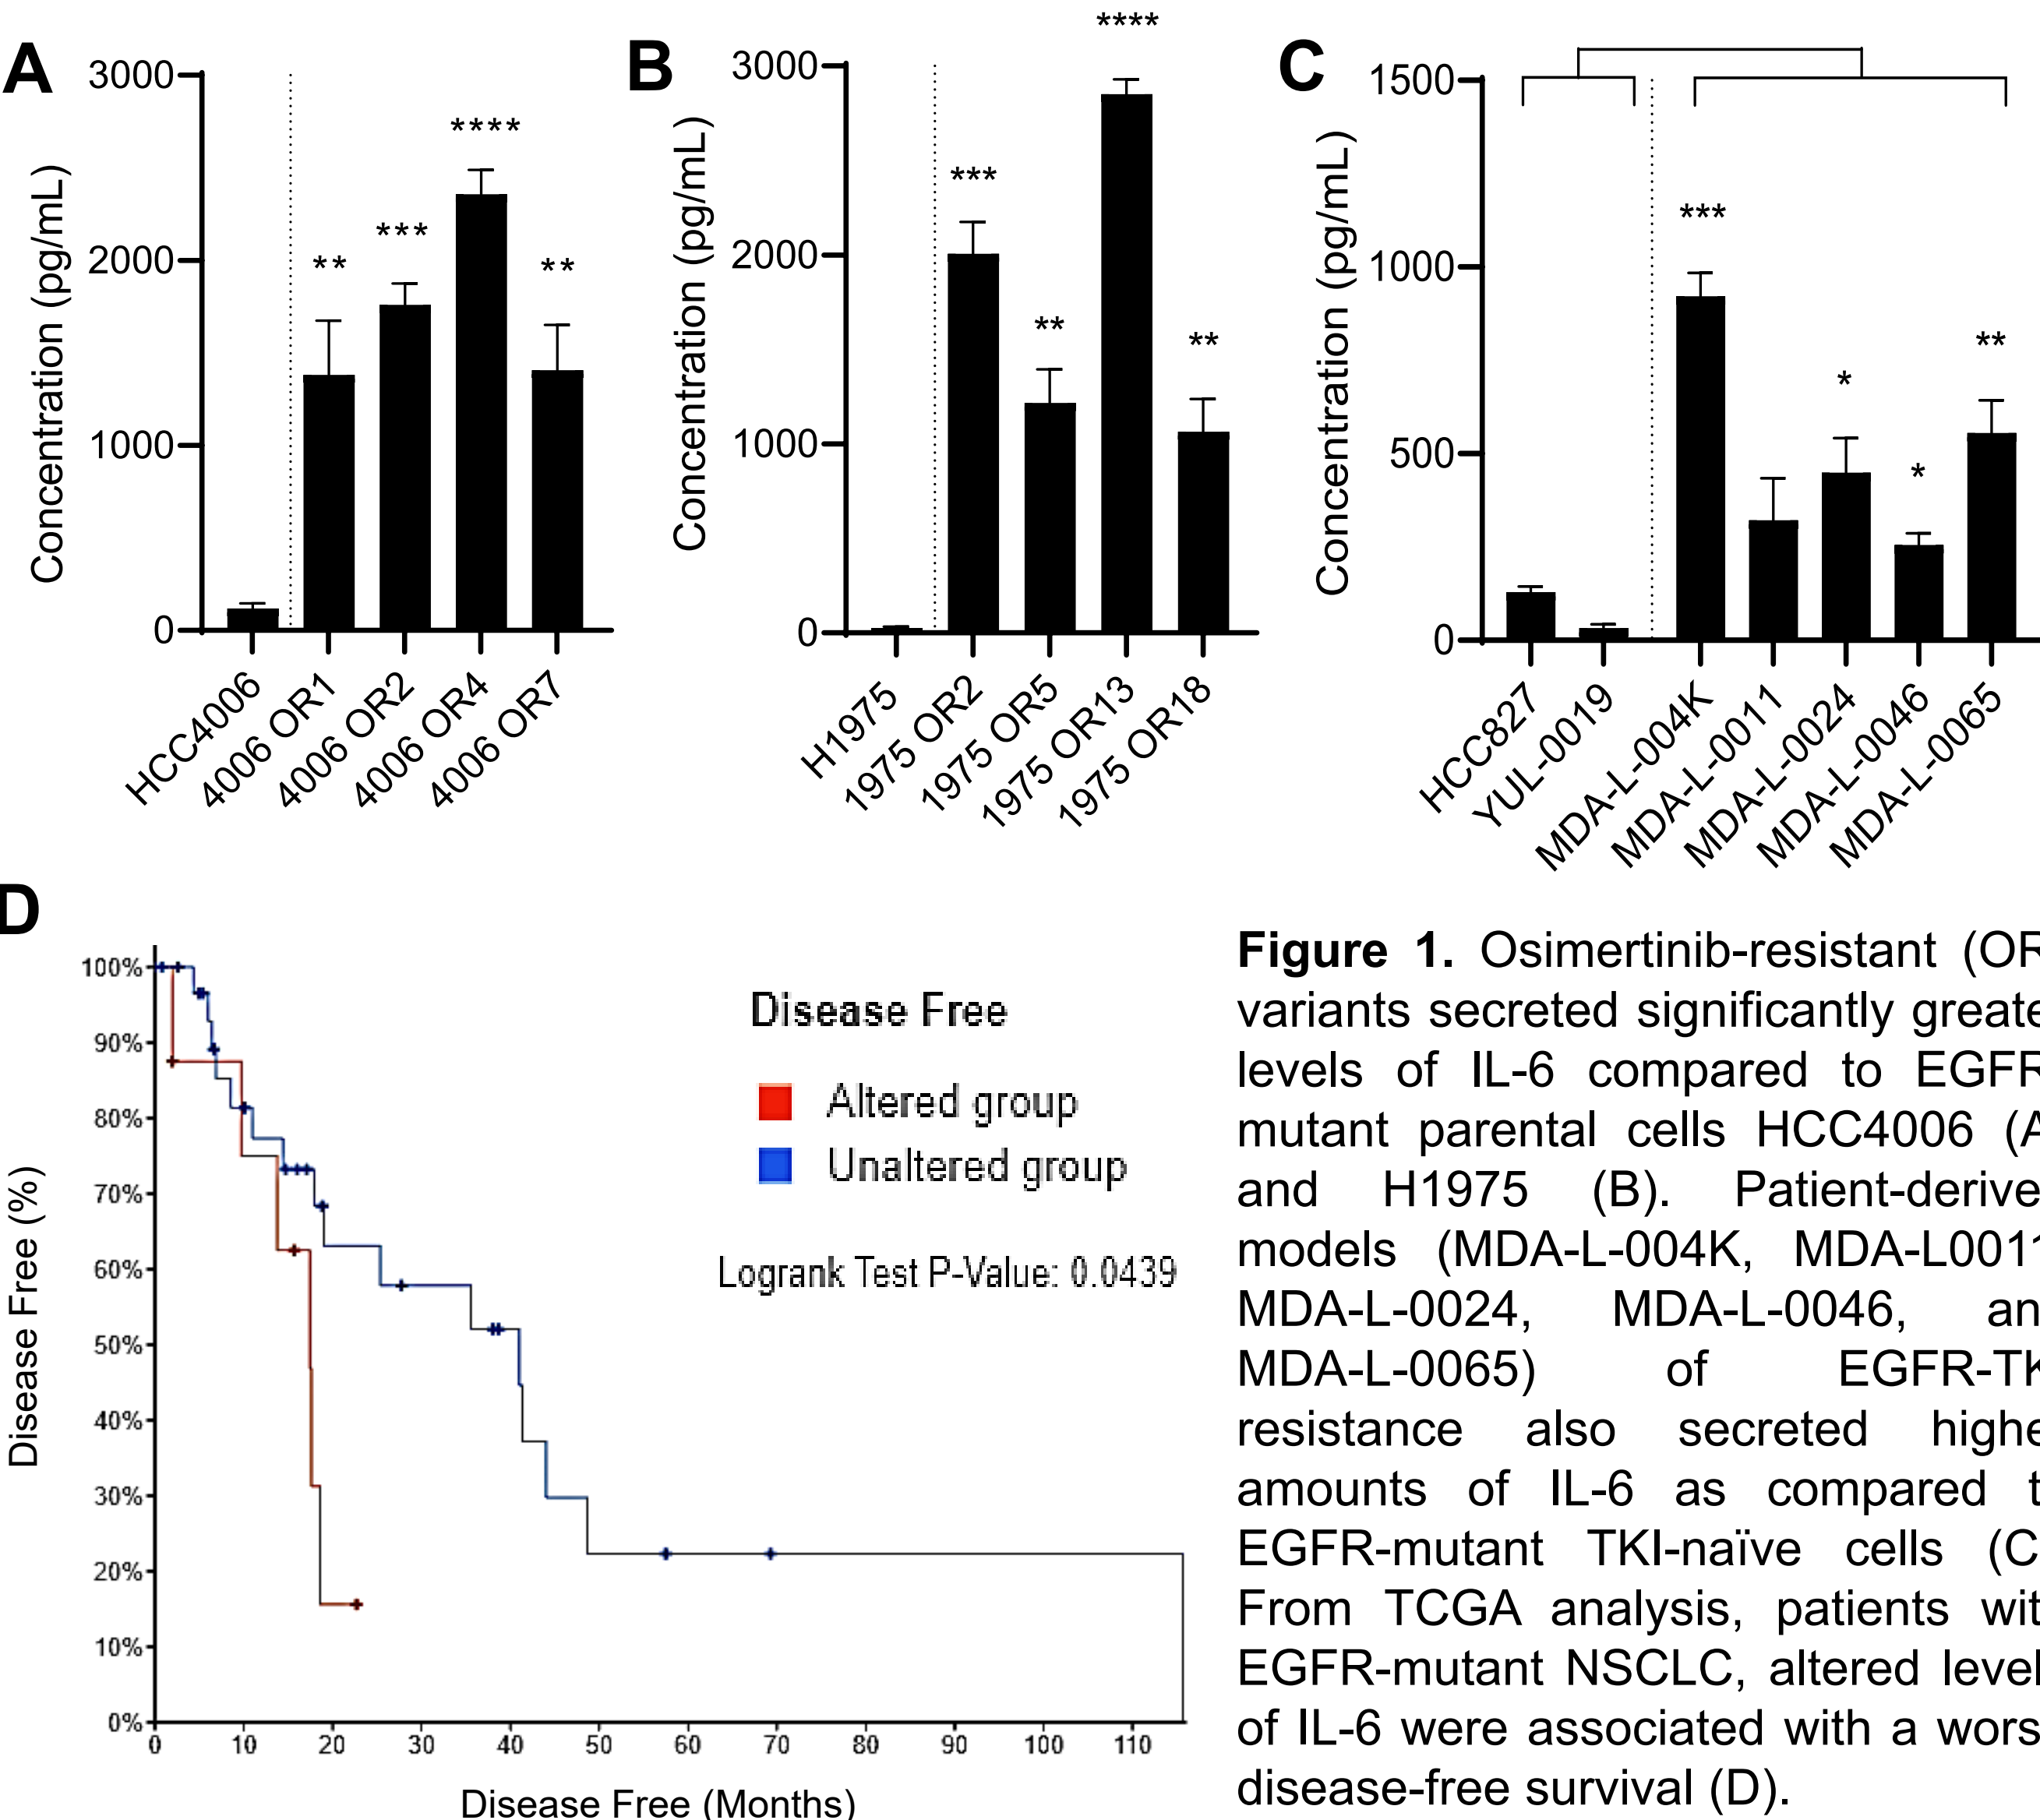 A
3000
2000
1000
0
Concentration (pg/mL)
**
***
****
**
HCC4006
4006 OR1
4006 OR2
4006 OR4
4006 OR7
B
3000
2000
1000
0
Concentration (pg/mL)
***
**
****
**
H1975
1975 OR2
1975 OR5
1975 OR13
1975 OR18
C
1500
1000
500
0
Concentration (pg/mL)
***
*
*
**
HCC827
YUL-0019
MDA-L-004K
MDA-L-0011
MDA-L-0024
MDA-L-0046
MDA-L-0065
D
100%
90%
80%
70%
60%
50%
40%
30%
20%
10%
0%
Disease Free (%)
0 10 20 30 40 50 60 70 80 90 100 110
Disease Free (Months)
Disease Free
Altered group
Unaltered group
Logrank Test P-Value: 0.0439
Figure 1. Osimertinib-resistant (OR
variants secreted significantly greate
levels of IL-6 compared to EGFR
mutant parental cells HCC4006 (A
and H1975 (B). Patient-derive
models (MDA-L-004K, MDA-L0011
MDA-L-0024, MDA-L-0046, an
MDA-L-0065) of EGFR-TK
resistance also secreted highe
amounts of IL-6 as compared t
EGFR-mutant TKI-naïve cells (C
From TCGA analysis, patients wit
EGFR-mutant NSCLC, altered level
of IL-6 were associated with a wors
disease-free survival (D).